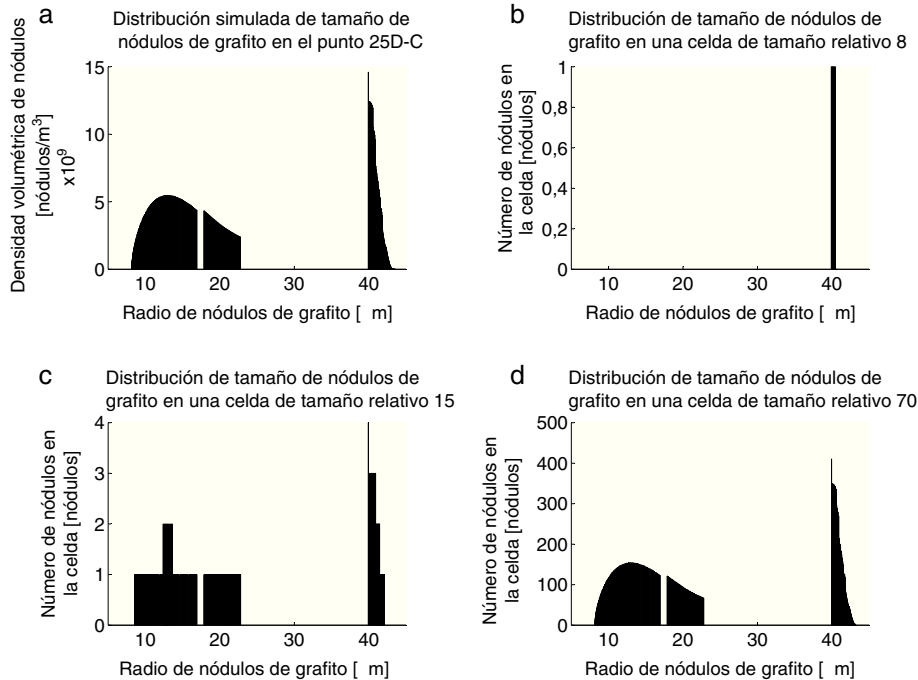 a
Distribución simulada de tamaño de
nódulos de grafito en el punto 25D-C
Densidad volumétrica de nódulos
[nódulos/m³]
x10⁹
15
10
5
0
10
20
30
40
Radio de nódulos de grafito [ m]
b
Distribución de tamaño de nódulos de
grafito en una celda de tamaño relativo 8
Número de nódulos en
la celda [nódulos]
1
0,8
0,6
0,4
0,2
0
10
20
30
40
Radio de nódulos de grafito [ m]
c
Distribución de tamaño de nódulos de
grafito en una celda de tamaño relativo 15
Número de nódulos en
la celda [nódulos]
4
3
2
1
0
10
20
30
40
Radio de nódulos de grafito [ m]
d
Distribución de tamaño de nódulos de
grafito en una celda de tamaño relativo 70
Número de nódulos en
la celda [nódulos]
500
400
300
200
100
0
10
20
30
40
Radio de nódulos de grafito [ m]